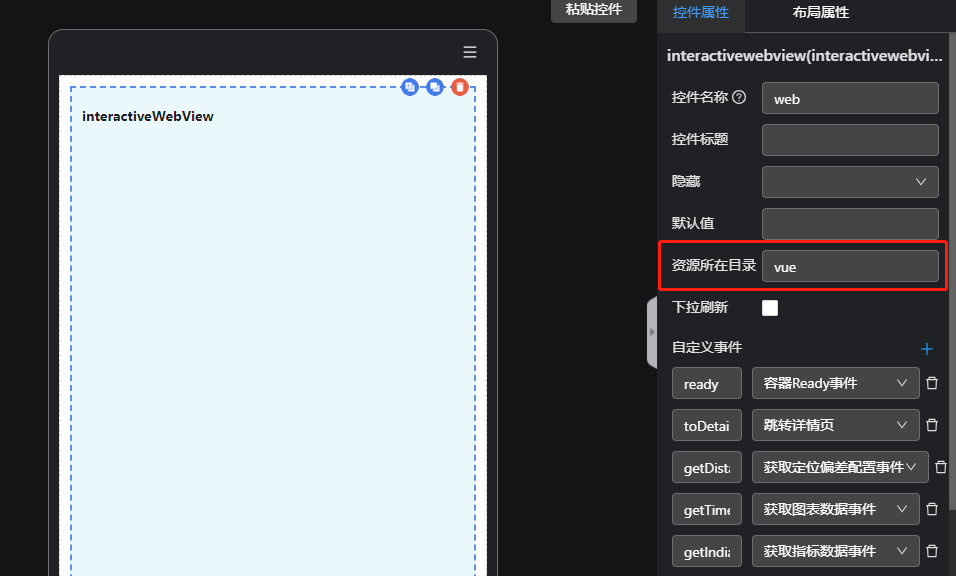 粘贴控件
控件属性
布局属性
interactiveWebView
interactivewebview(interactivewebvi...
控件名称
web
控件标题
隐藏
默认值
资源所在目录
vue
下拉刷新
自定义事件
ready
容器Ready事件
toDetai
跳转详情页
getDista
获取定位偏差配置事件
getTime
获取图表数据事件
getIndia
获取指标数据事件